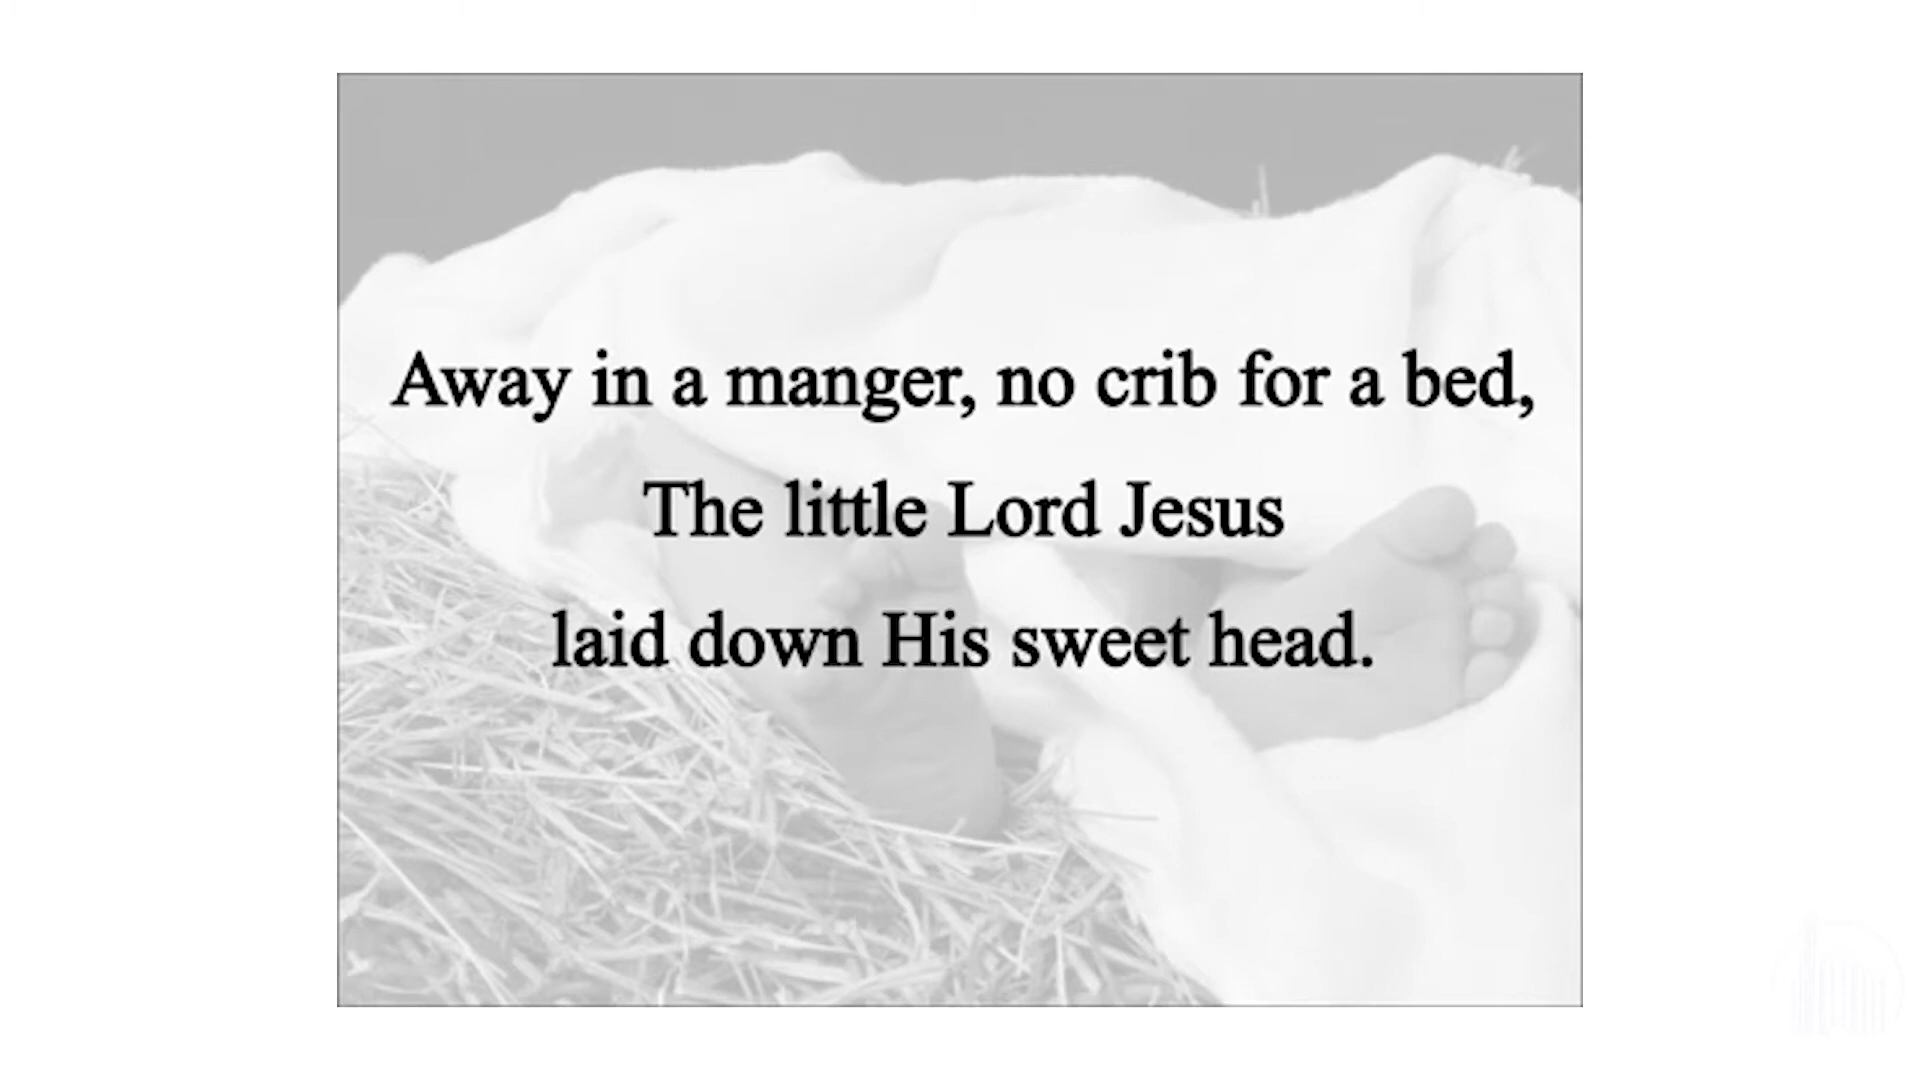 Away in a manger, no crib for a bed,
The little Lord Jesus
laid down His sweet head.